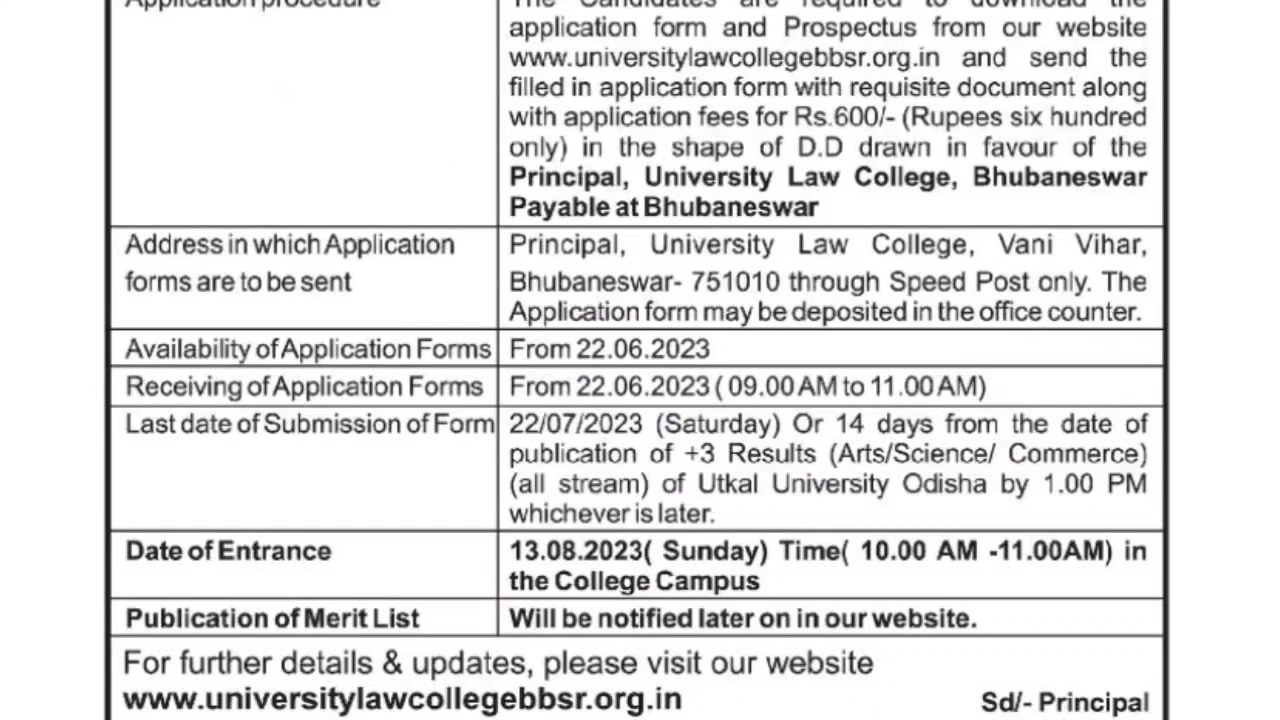 Application procedure
The Candidates are required to download the
application form and Prospectus from our website
www.universitylawcollegebbsr.org.in and send the
filled in application form with requisite document along
with application fees for Rs.600/- (Rupees six hundred
only) in the shape of D.D drawn in favour of the
Principal, University Law College, Bhubaneswar
Payable at Bhubaneswar
Address in which Application
forms are to be sent
Principal, University Law College, Vani Vihar,
Bhubaneswar- 751010 through Speed Post only. The
Application form may be deposited in the office counter.
Availability of Application Forms
From 22.06.2023
Receiving of Application Forms
From 22.06.2023 ( 09.00 AM to 11.00 AM)
Last date of Submission of Form
22/07/2023 (Saturday) Or 14 days from the date of
publication of +3 Results (Arts/Science/ Commerce)
(all stream) of Utkal University Odisha by 1.00 PM
whichever is later.
Date of Entrance
13.08.2023( Sunday) Time( 10.00 AM -11.00AM) in
the College Campus
Publication of Merit List
Will be notified later on in our website.
For further details & updates, please visit our website
www.universitylawcollegebbsr.org.in
Sd/- Principal